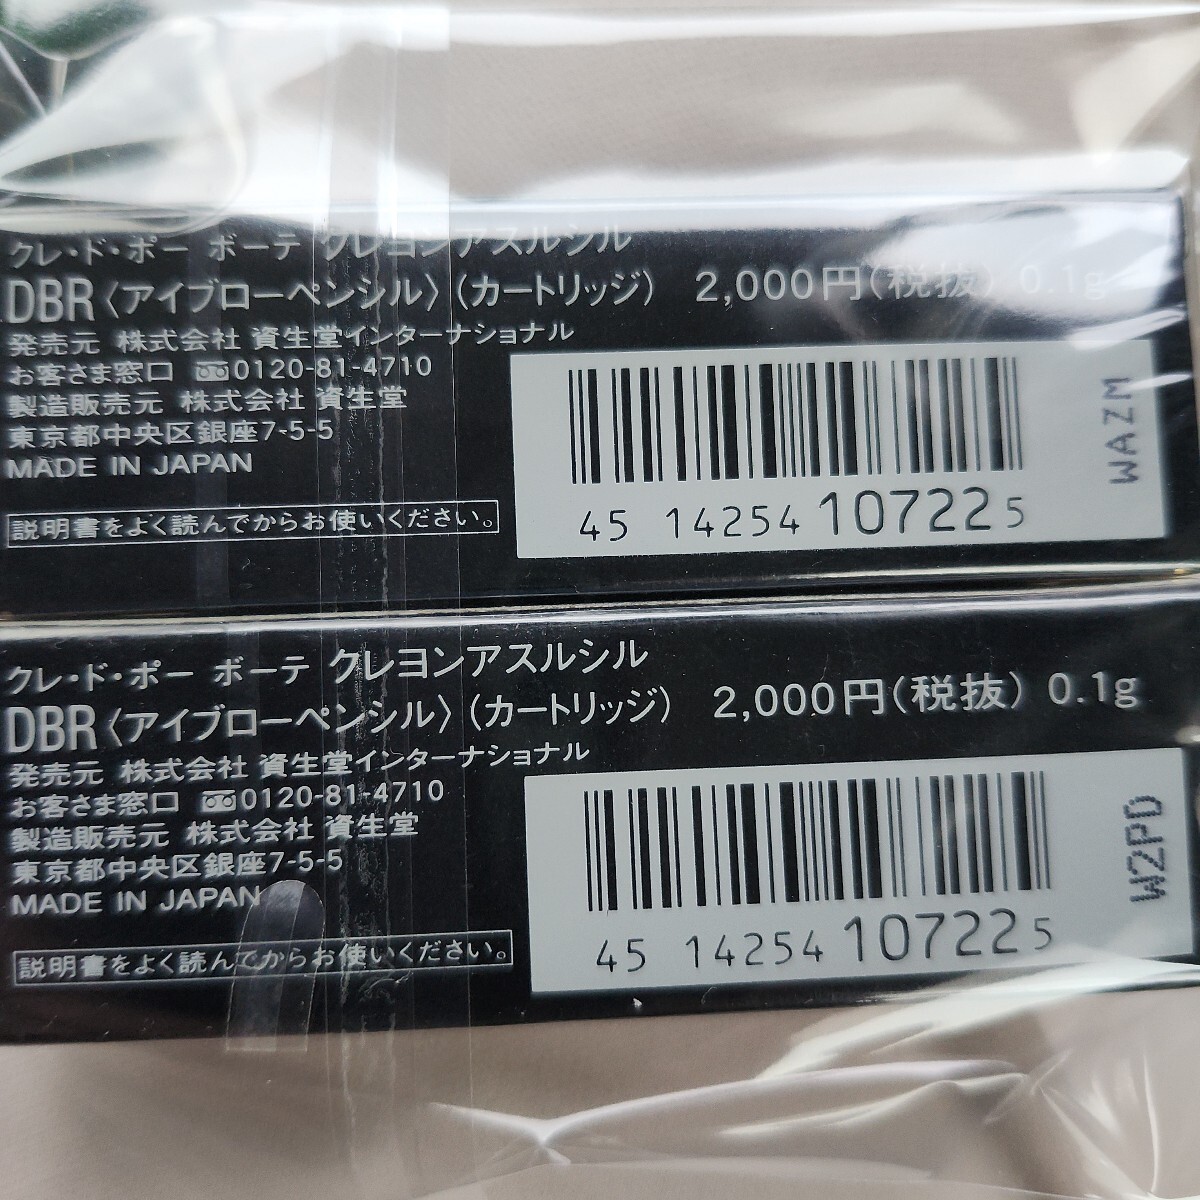 クレ・ド・ポー ボーテ クレヨンアスルシル
DBR〈アイブローペンシル〉(カートリッジ) 2,000円(税抜) 0.1g
発売元 株式会社 資生堂インターナショナル
お客さま窓口 0120-81-4710
製造販売元 株式会社 資生堂
東京都中央区銀座7-5-5
MADE IN JAPAN
説明書をよく読んでからお使いください。
45 14254 10722 5
WAZM
クレ・ド・ポー ボーテ クレヨンアスルシル
DBR〈アイブローペンシル〉(カートリッジ) 2,000円(税抜) 0.1g
発売元 株式会社 資生堂インターナショナル
お客さま窓口 0120-81-4710
製造販売元 株式会社 資生堂
東京都中央区銀座7-5-5
MADE IN JAPAN
説明書をよく読んでからお使いください。
45 14254 10722 5
W2PD